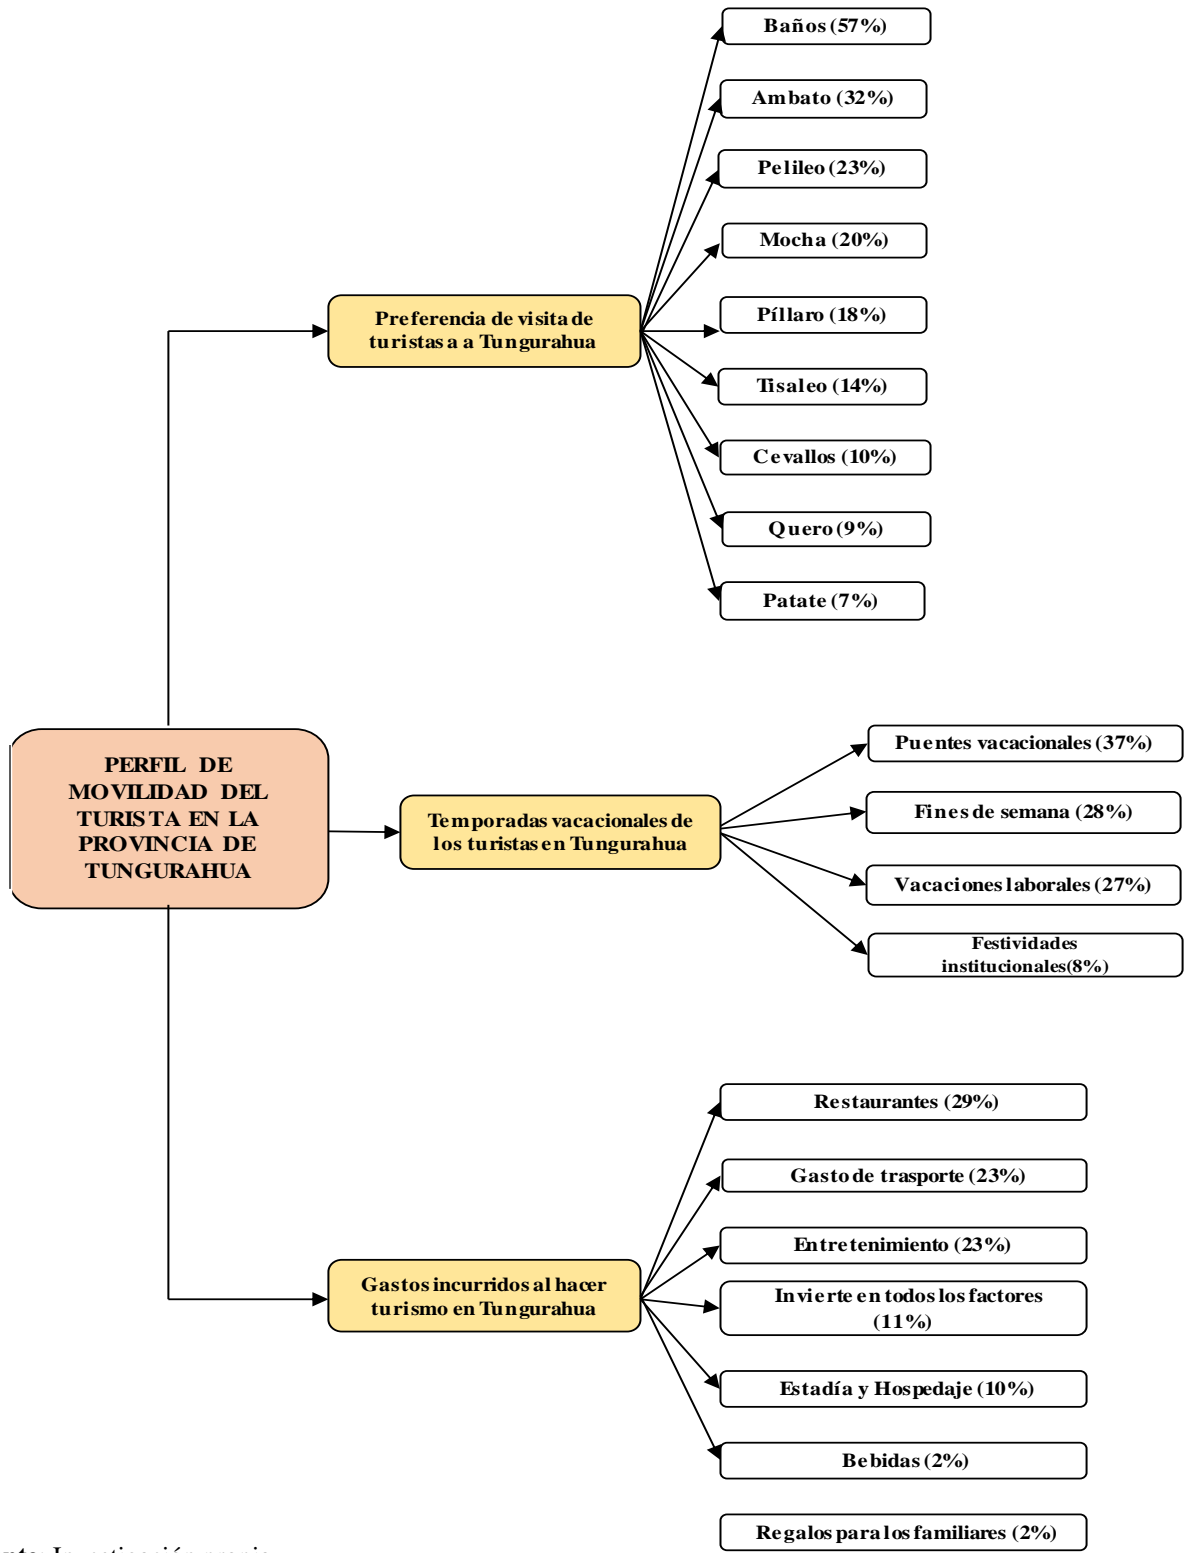 Baños (57%)
Ambato (32%)
Pelileo (23%)
Mocha (20%)
Preferencia de visita de
turistas a a Tungurahua
Píllaro (18%)
Tisaleo (14%)
Cevallos (10%)
Quero (9%)
Patate (7%)
PERFIL DE
MOVILIDAD DEL
TURISTA EN LA
PROVINCIA DE
TUNGURAHUA
Temporadas vacacionales de
los turistas en Tungurahua
Puentes vacacionales (37%)
Fines de semana (28%)
Vacaciones laborales (27%)
Festividades
institucionales(8%)
Gastos incurridos al hacer
turismo en Tungurahua
Restaurantes (29%)
Gasto de trasporte (23%)
Entretenimiento (23%)
Invierte en todos los factores
(11%)
Estadía y Hospedaje (10%)
Bebidas (2%)
Regalos para los familiares (2%)